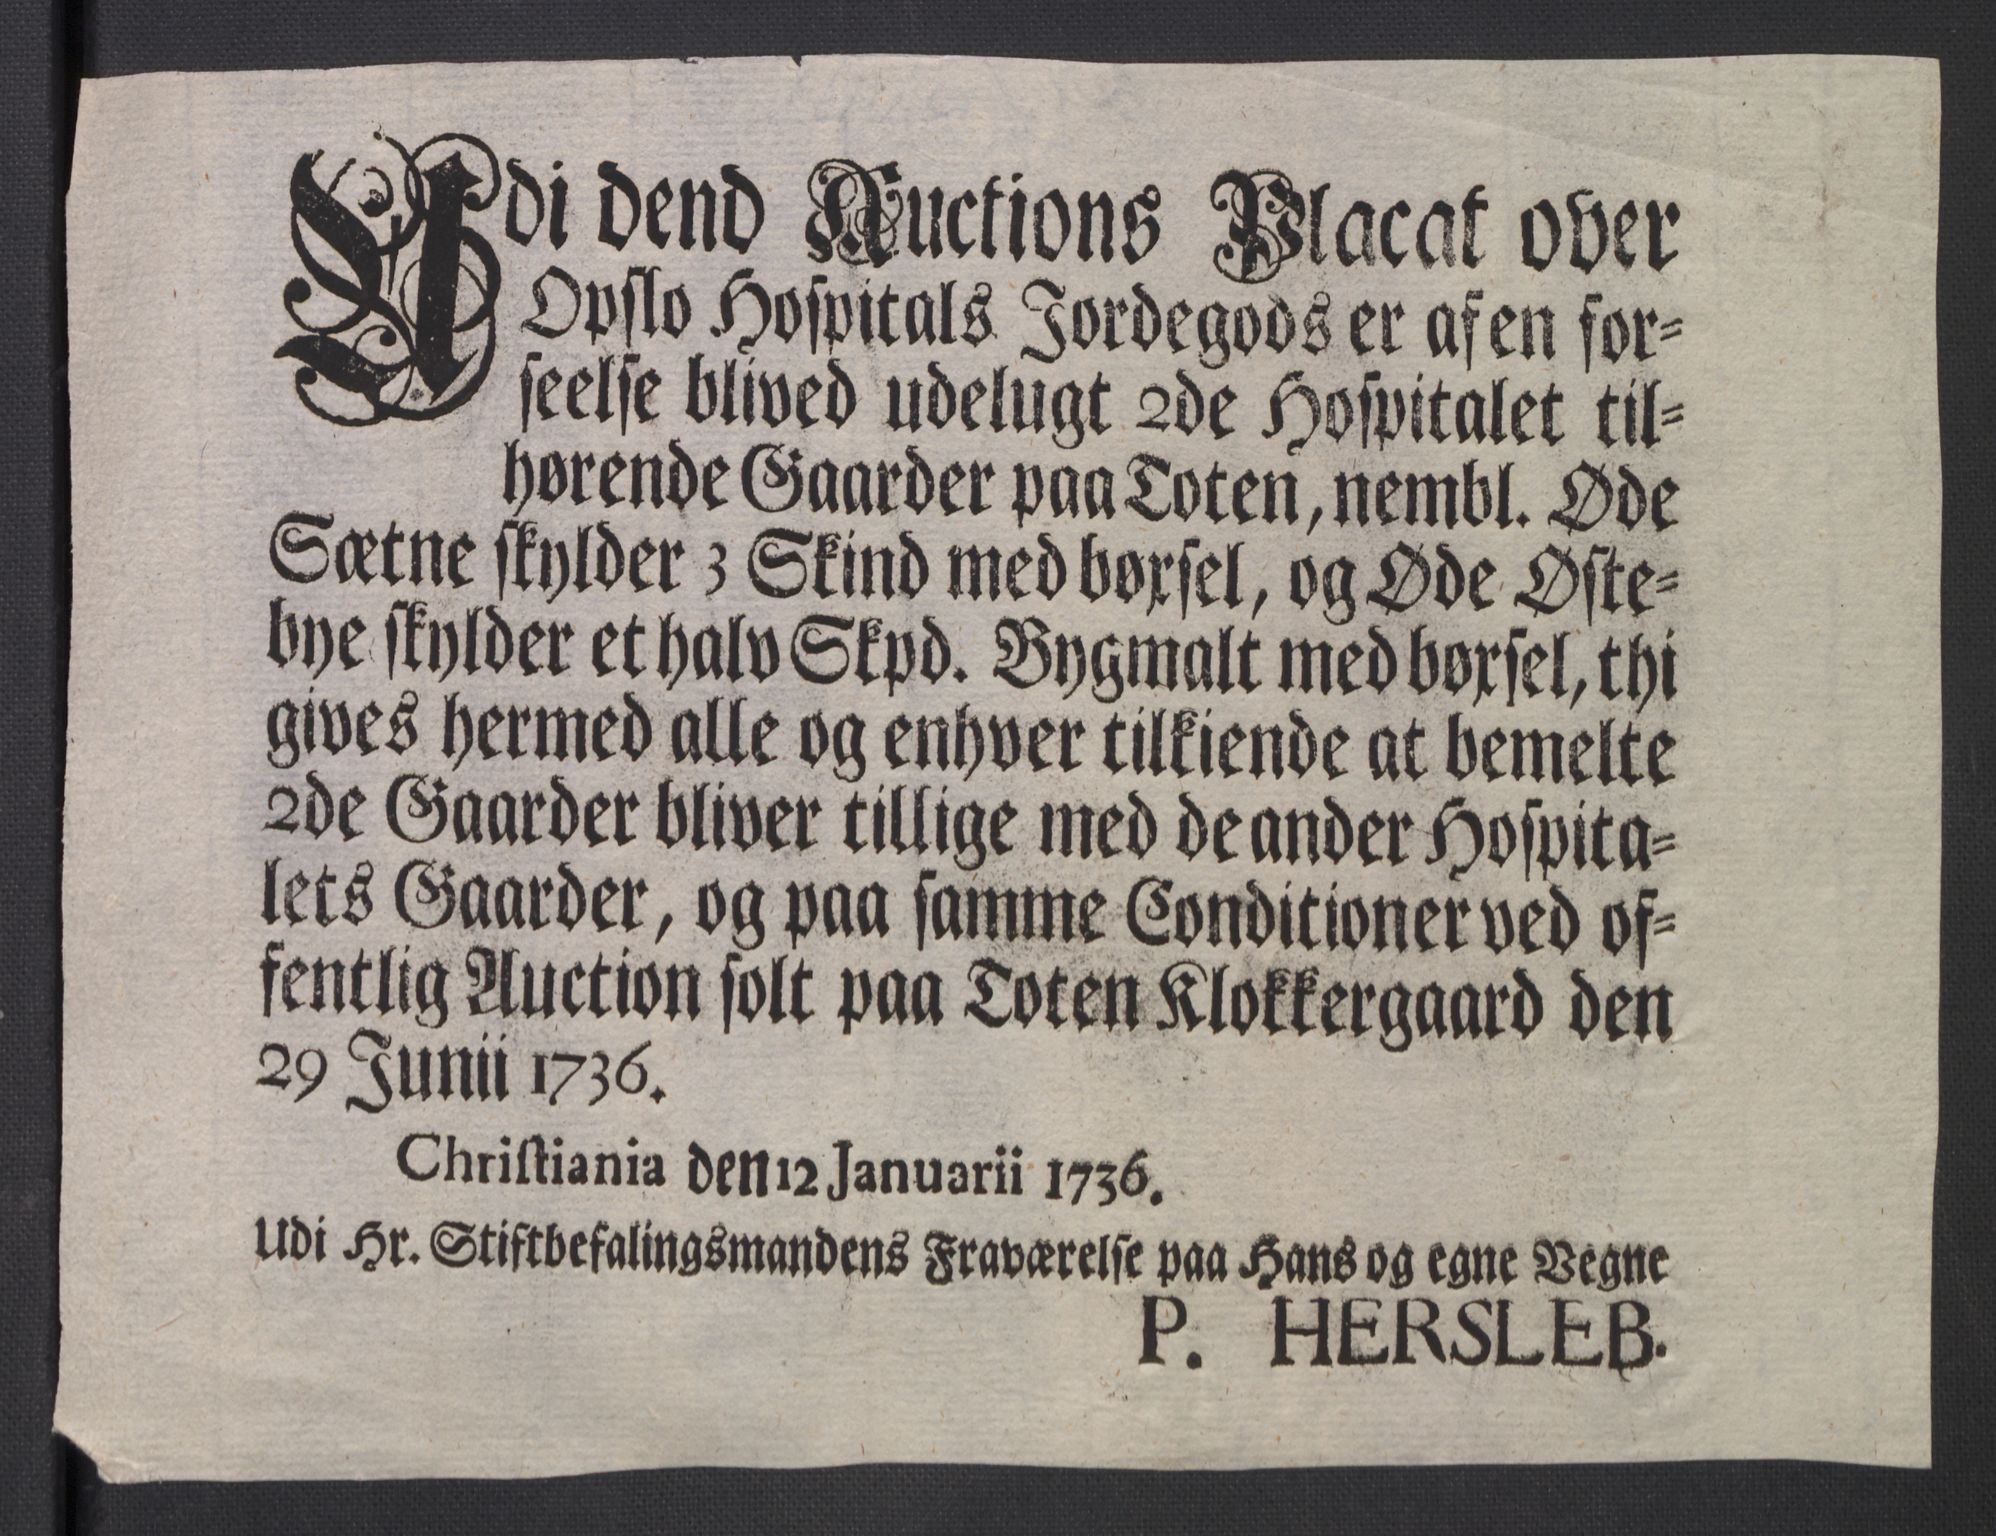 Udi dend Auctions Placat over
Opslo Hospitals Jordegods er af en for=
seelse blived udelugt 2de Hospitalet til=
hørende Gaarder paa Toten, nembl. Øde
Sætne skylder 3 Skind med børsel, og Øde Øste=
bye skylder et halv Skpd. Bygmalt med børsel, thi
gives hermed alle og enhver tilkiende at bemelte
2de Gaarder bliver tillige med de ander Hospita=
lets Gaarder, og paa samme Conditioner ved of=
fentlig Auction solt paa Toten Klokkergaard den
29 Junii 1736.
Christiania den 12 Januarii 1736.
Udi Hr. Stiftbefalingsmandens Fraværelse paa Hans og egne Vegne
P. HERSLEB.